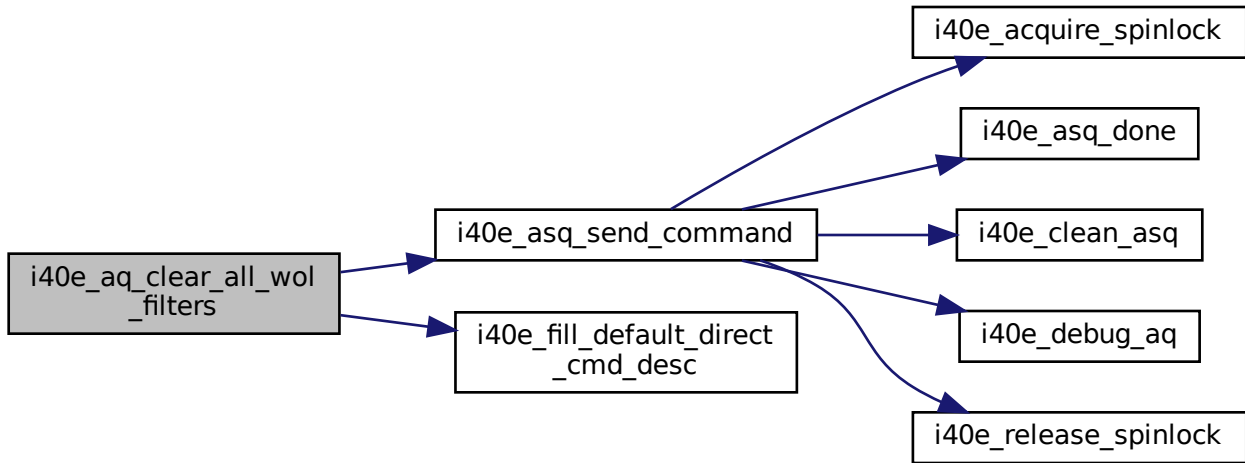 i40e_aq_clear_all_wol
_filters
i40e_asq_send_command
i40e_fill_default_direct
_cmd_desc
i40e_acquire_spinlock
i40e_asq_done
i40e_clean_asq
i40e_debug_aq
i40e_release_spinlock